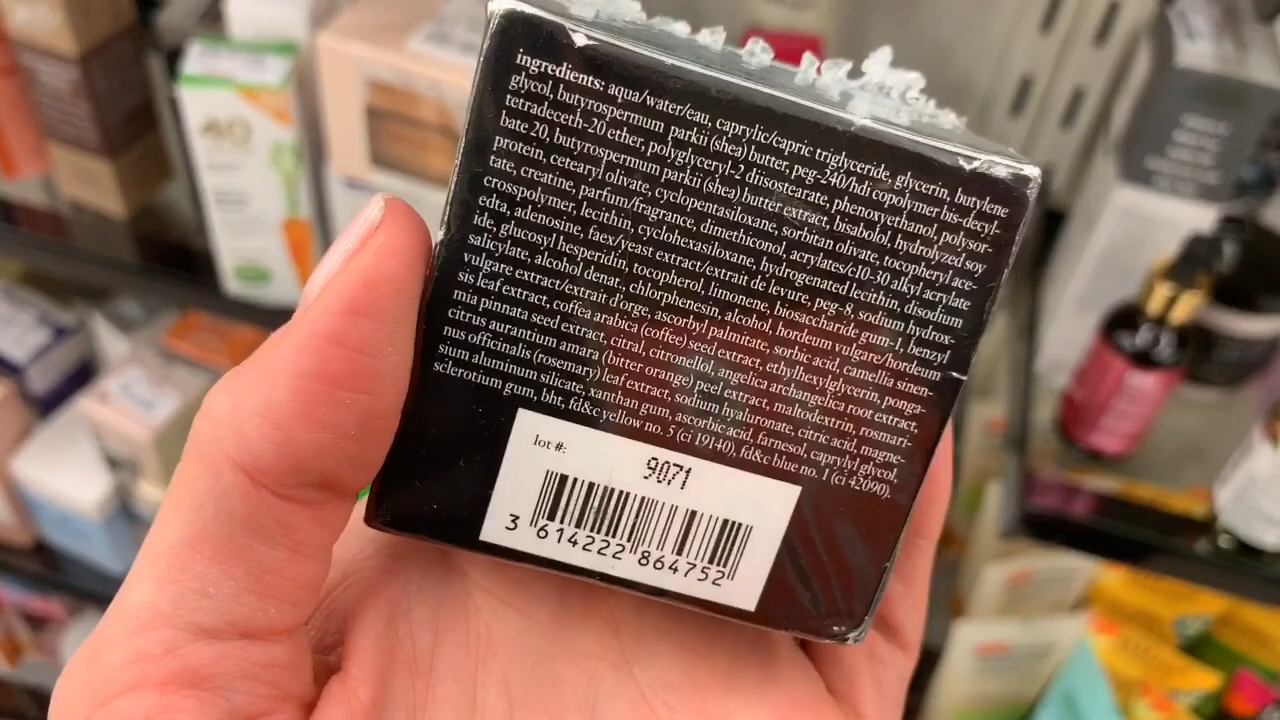 ingredients: aqua/water/eau, caprylic/capric triglyceride, glycerin, butylene
glycol, butyrospermum parkii (shea) butter, peg-240/hdi copolymer bis-decyl-
tetradeceth-20 ether, polyglyceryl-2 diisostearate, phenoxyethanol, polysor-
bate 20, butyrospermum parkii (shea) butter extract, bisabolol, hydrolyzed soy
protein, cetearyl olivate, cyclopentasiloxane, sorbitan olivate, tocopheryl ace-
tate, creatine, parfum/fragrance, dimethiconol, acrylates/c10-30 alkyl acrylate
crosspolymer, lecithin, cyclohexasiloxane, hydrogenated lecithin, disodium
edta, adenosine, faex/yeast extract/extrait de levure, peg-8, sodium hydrox-
ide, glucosyl hesperidin, tocopherol, limonene, biosaccharide gum-1, benzyl
salicylate, alcohol denat., chlorphenesin, alcohol, hordeum vulgare/hordeum
vulgare extract/extrait d'orge, ascorbyl palmitate, sorbic acid, camellia sinen-
sis leaf extract, coffea arabica (coffee) seed extract, ethylhexylglycerin, ponga-
mia pinnata seed extract, citral, citronellol, angelica archangelica root extract,
citrus aurantium amara (bitter orange) peel extract, maltodextrin, rosmari-
nus officinalis (rosemary) leaf extract, sodium hyaluronate, citric acid, magne-
sium aluminum silicate, xanthan gum, ascorbic acid, farnesol, caprylyl glycol,
sclerotium gum, bht, fd&c yellow no. 5 (ci 19140), fd&c blue no. 1 (ci 42090).
lot #:
9071
3 614222 864752
40